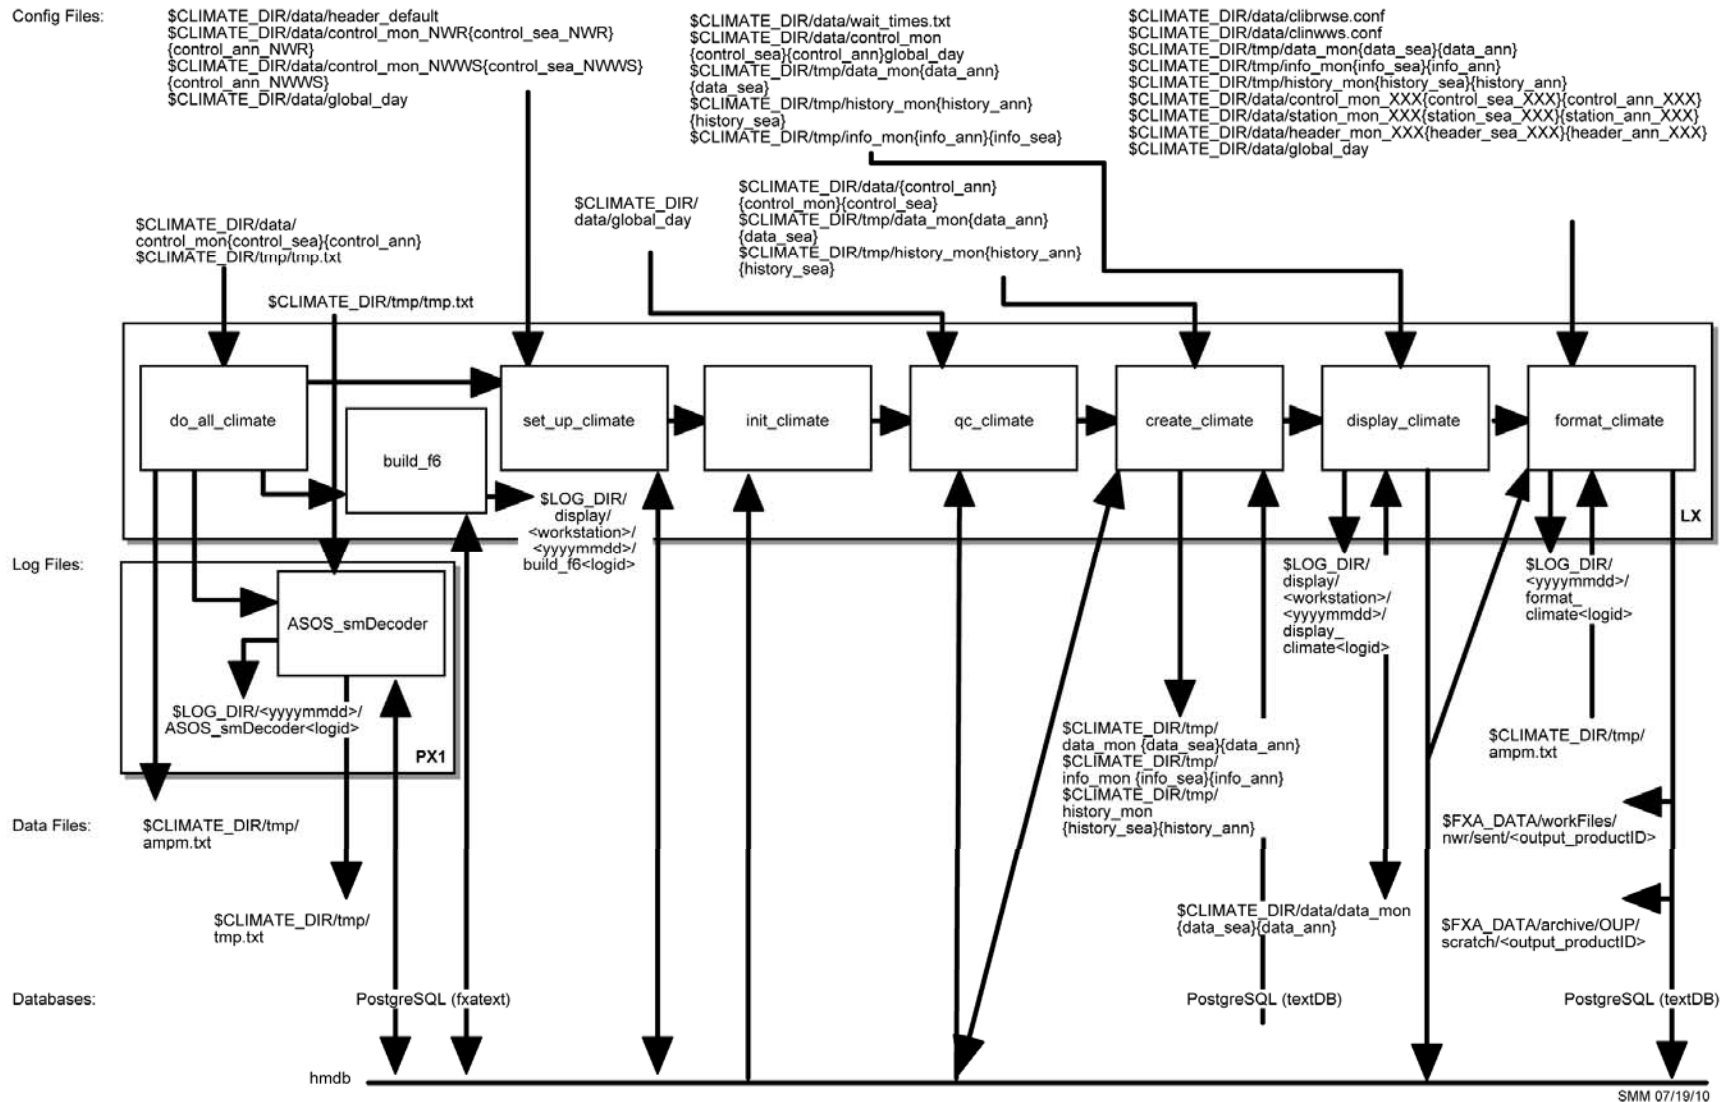 Config Files:
$CLIMATE_DIR/data/header_default
$CLIMATE_DIR/data/control_mon_NWR{control_sea_NWR}
{control_ann_NWR}
$CLIMATE_DIR/data/control_mon_NWWS{control_sea_NWWS}
{control_ann_NWWS}
$CLIMATE_DIR/data/global_day
$CLIMATE_DIR/data/wait_times.txt
$CLIMATE_DIR/data/control_mon
{control_sea}{control_ann}global_day
$CLIMATE_DIR/tmp/data_mon{data_ann}
{data_sea}
$CLIMATE_DIR/tmp/history_mon{history_ann}
{history_sea}
$CLIMATE_DIR/tmp/info_mon{info_ann}{info_sea}
$CLIMATE_DIR/data/clibrwse.conf
$CLIMATE_DIR/data/clinwws.conf
$CLIMATE_DIR/tmp/data_mon{data_sea}{data_ann}
$CLIMATE_DIR/tmp/info_mon{info_sea}{info_ann}
$CLIMATE_DIR/tmp/history_mon{history_sea}{history_ann}
$CLIMATE_DIR/data/control_mon_XXX{control_sea_XXX}{control_ann_XXX}
$CLIMATE_DIR/data/station_mon_XXX{station_sea_XXX}{station_ann_XXX}
$CLIMATE_DIR/data/header_mon_XXX{header_sea_XXX}{header_ann_XXX}
$CLIMATE_DIR/data/global_day
$CLIMATE_DIR/data/
control_mon{control_sea}{control_ann}
$CLIMATE_DIR/tmp/tmp.txt
$CLIMATE_DIR/tmp/tmp.txt
$CLIMATE_DIR/
data/global_day
$CLIMATE_DIR/data/{control_ann}
{control_mon}{control_sea}
$CLIMATE_DIR/tmp/data_mon{data_ann}
{data_sea}
$CLIMATE_DIR/tmp/history_mon{history_ann}
{history_sea}
do_all_climate
build_f6
set_up_climate
init_climate
qc_climate
create_climate
display_climate
format_climate
LX
$LOG_DIR/
display/
<workstation>/
<yyyymmdd>/
build_f6<logid>
Log Files:
ASOS_smDecoder
$LOG_DIR/<yyyymmdd>/
ASOS_smDecoder<logid>
PX1
$LOG_DIR/
display/
<workstation>/
<yyyymmdd>/
display_
climate<logid>
$LOG_DIR/
<yyyymmdd>/
format_
climate<logid>
$CLIMATE_DIR/tmp/
data_mon {data_sea}{data_ann}
$CLIMATE_DIR/tmp/
info_mon {info_sea}{info_ann}
$CLIMATE_DIR/tmp/
history_mon
{history_sea}{history_ann}
$CLIMATE_DIR/tmp/
ampm.txt
Data Files:
$CLIMATE_DIR/tmp/
ampm.txt
$CLIMATE_DIR/tmp/
tmp.txt
$CLIMATE_DIR/data/data_mon
{data_sea}{data_ann}
$FXA_DATA/workFiles/
nwr/sent/<output_productID>
$FXA_DATA/archive/OUP/
scratch/<output_productID>
Databases:
PostgreSQL (fxatext)
PostgreSQL (textDB)
PostgreSQL (textDB)
hmdb
SMM 07/19/10